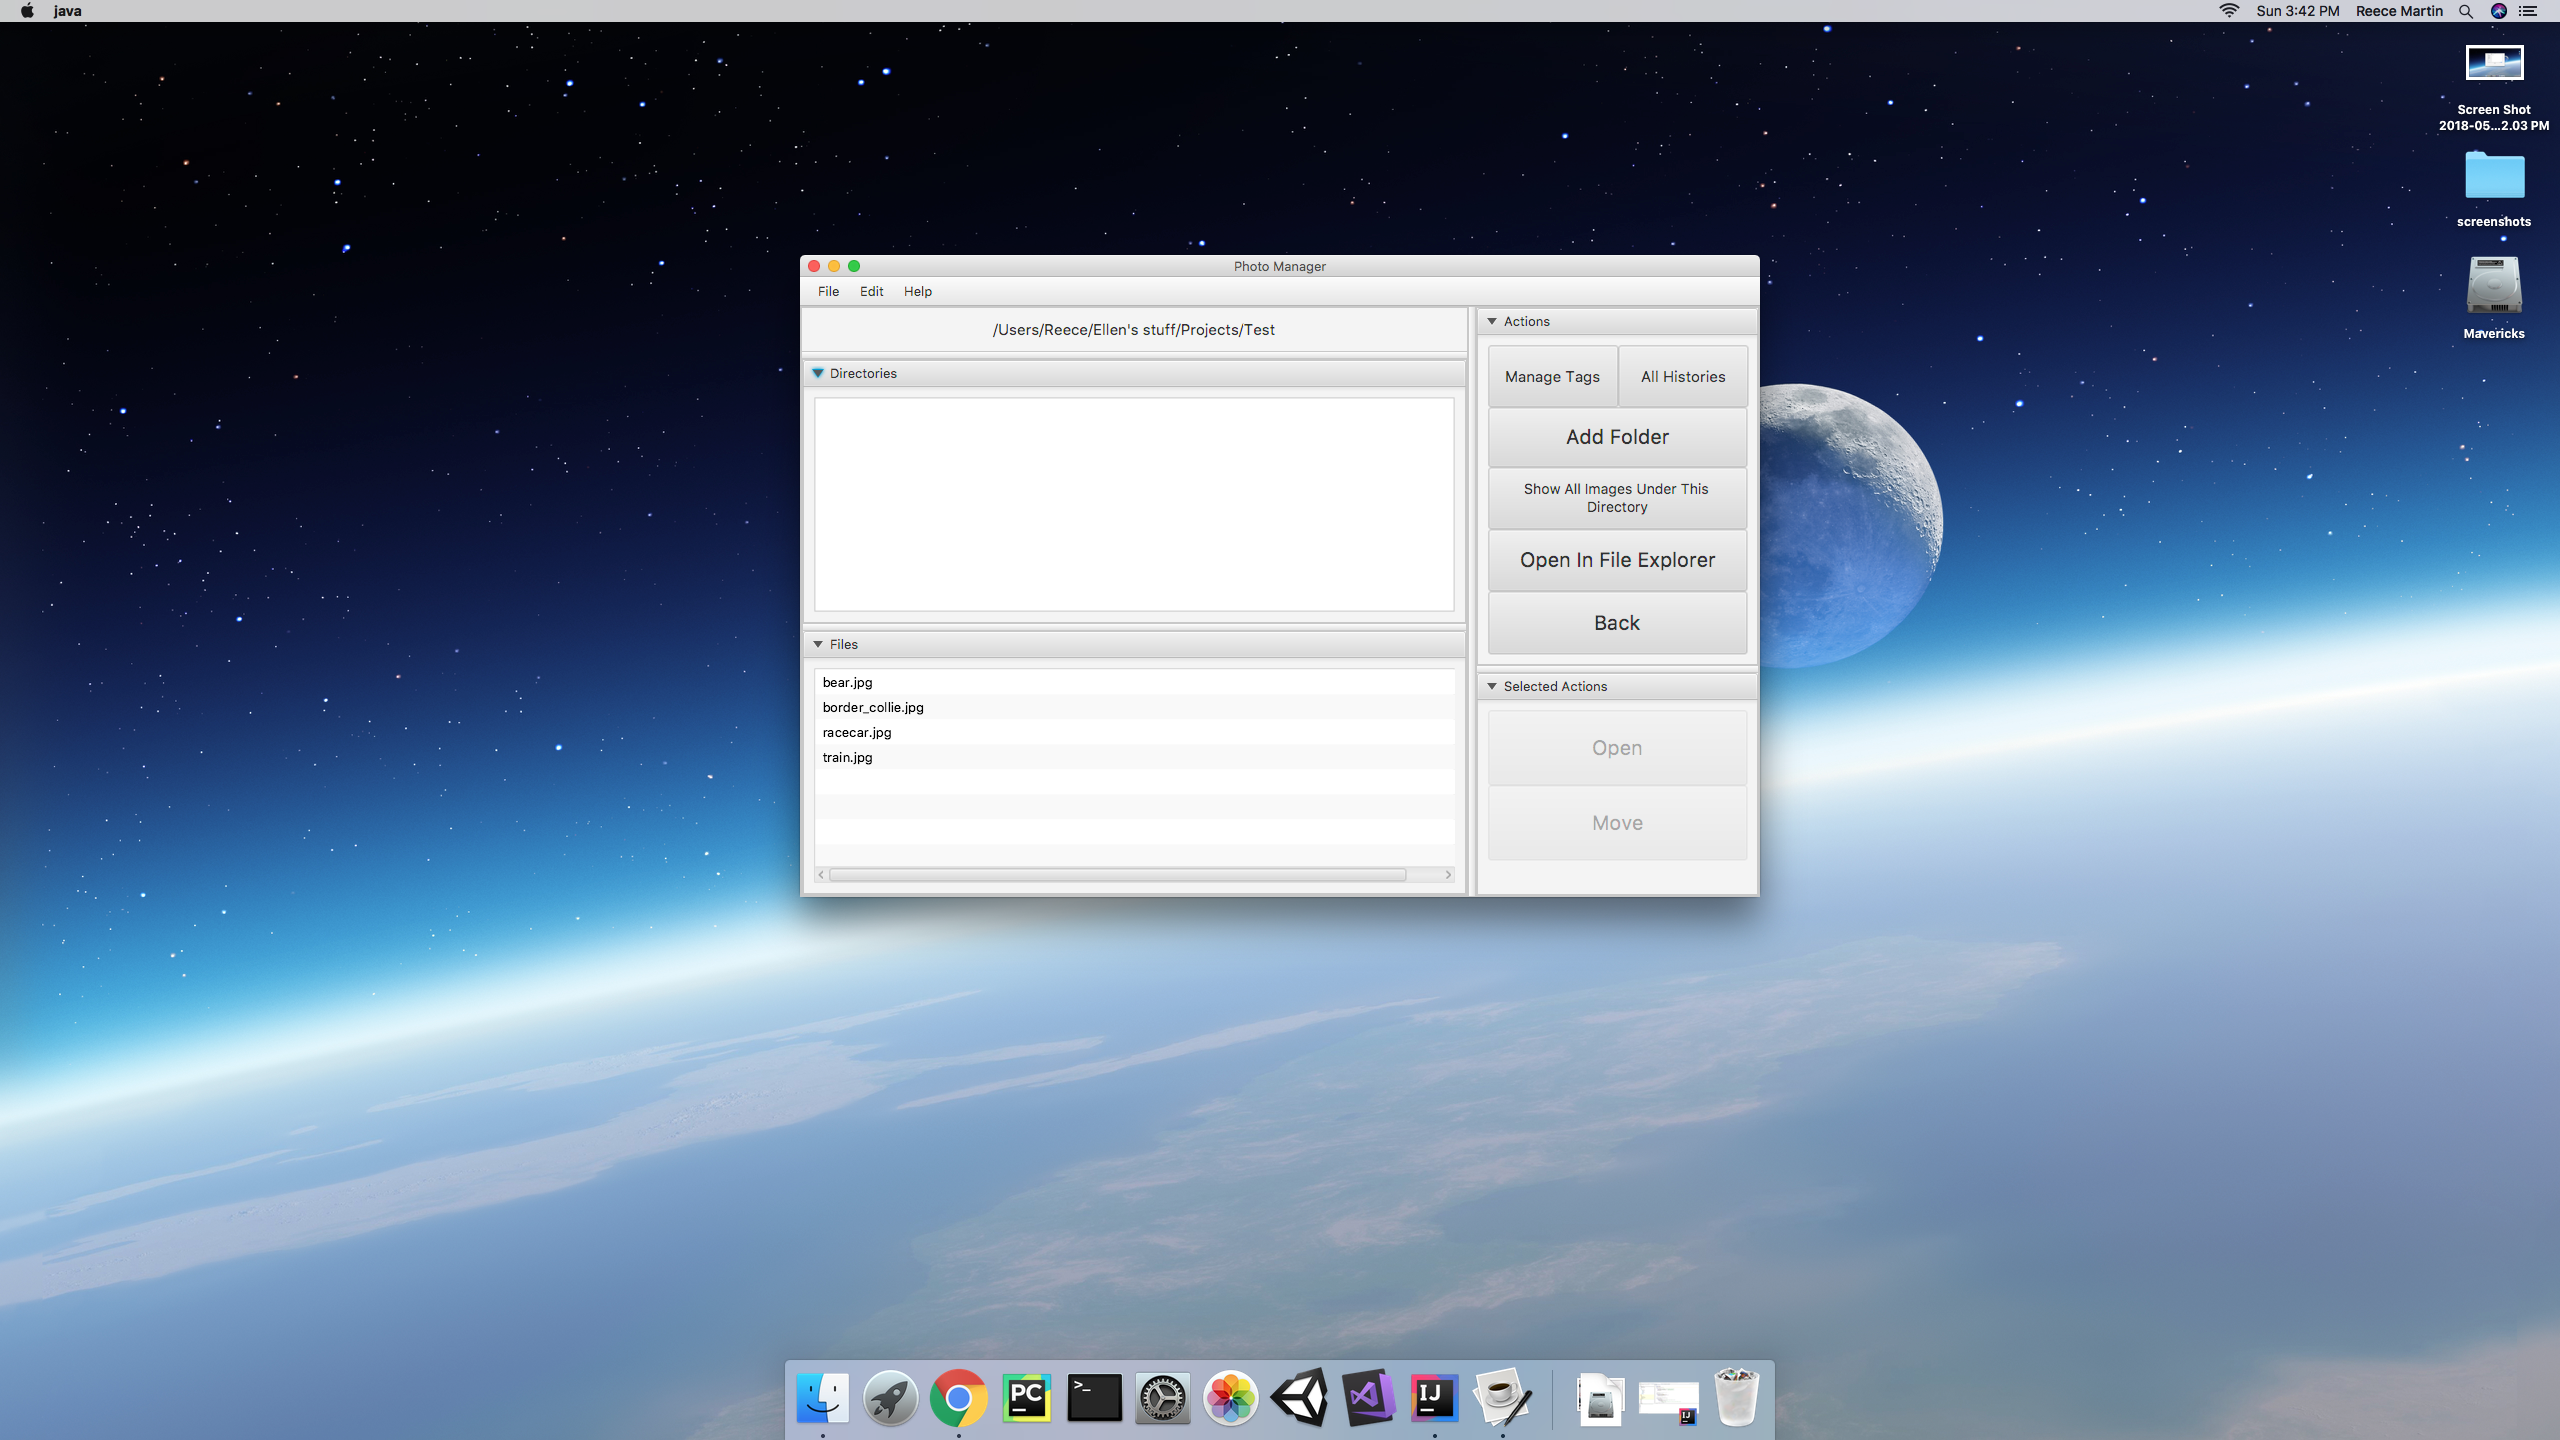 java
Sun 3:42 PM Reece Martin
Screen Shot
2018-05...2.03 PM
screenshots
Mavericks
Photo Manager
File Edit Help
/Users/Reece/Ellen's stuff/Projects/Test
Directories
Files
bear.jpg
border_collie.jpg
racecar.jpg
train.jpg
Actions
Manage Tags All Histories
Add Folder
Show All Images Under This
Directory
Open In File Explorer
Back
Selected Actions
Open
Move
PC
>_
IJ
IJ